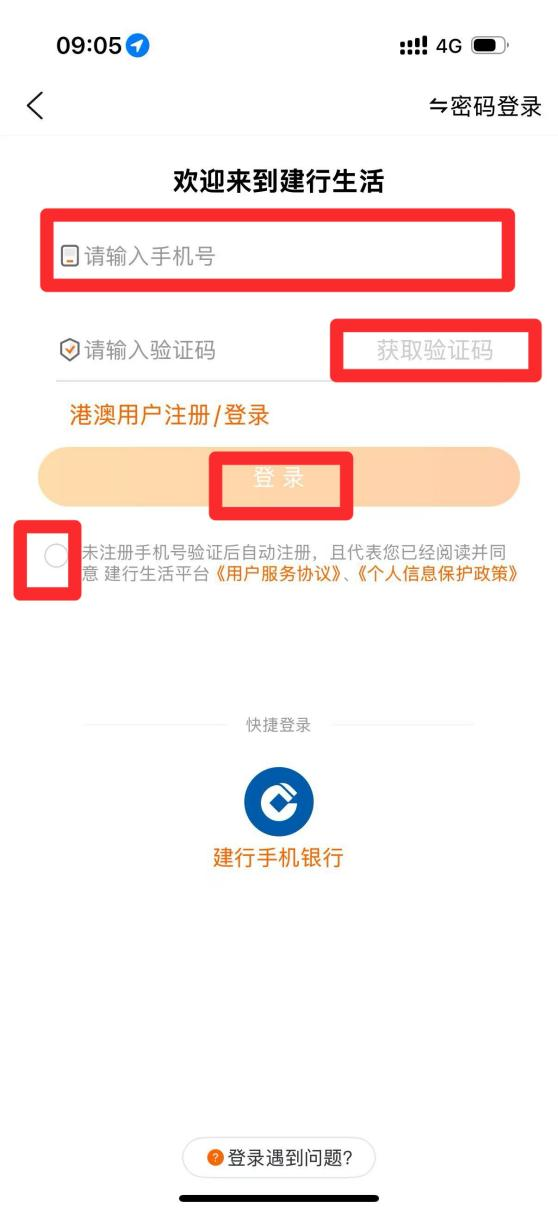 09:05
4G
⇋密码登录
欢迎来到建行生活
请输入手机号
请输入验证码
获取验证码
港澳用户注册/登录
登 录
未注册手机号验证后自动注册，且代表您已经阅读并同
意 建行生活平台《用户服务协议》、《个人信息保护政策》
快捷登录
建行手机银行
?登录遇到问题?